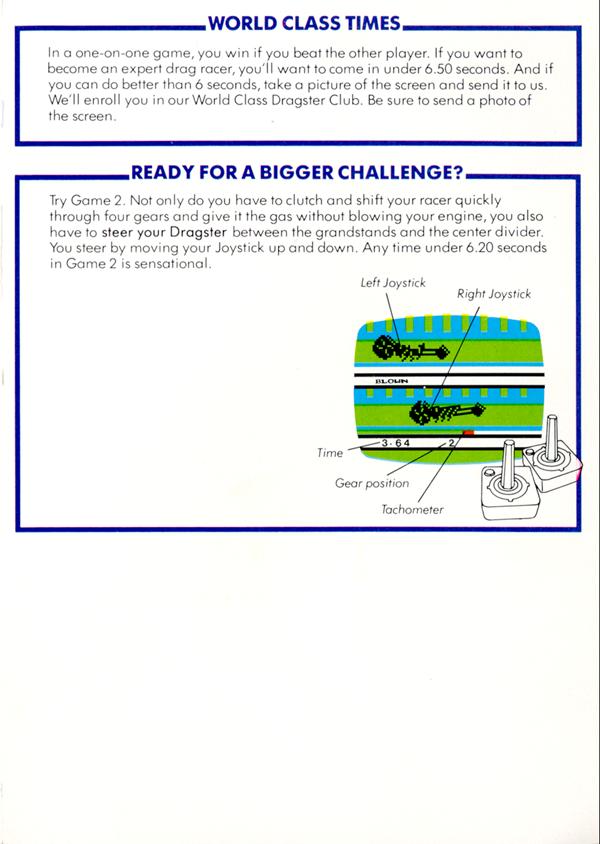 WORLD CLASS TIMES
In a one-on-one game, you win if you beat the other player. If you want to
become an expert drag racer, you'll want to come in under 6.50 seconds. And if
you can do better than 6 seconds, take a picture of the screen and send it to us.
We'll enroll you in our World Class Dragster Club. Be sure to send a photo of
the screen.
READY FOR A BIGGER CHALLENGE?
Try Game 2. Not only do you have to clutch and shift your racer quickly
through four gears and give it the gas without blowing your engine, you also
have to steer your Dragster between the grandstands and the center divider.
You steer by moving your Joystick up and down. Any time under 6.20 seconds
in Game 2 is sensational.
Left Joystick
Right Joystick
BLOWN
3.64 2
Time
Gear position
Tachometer